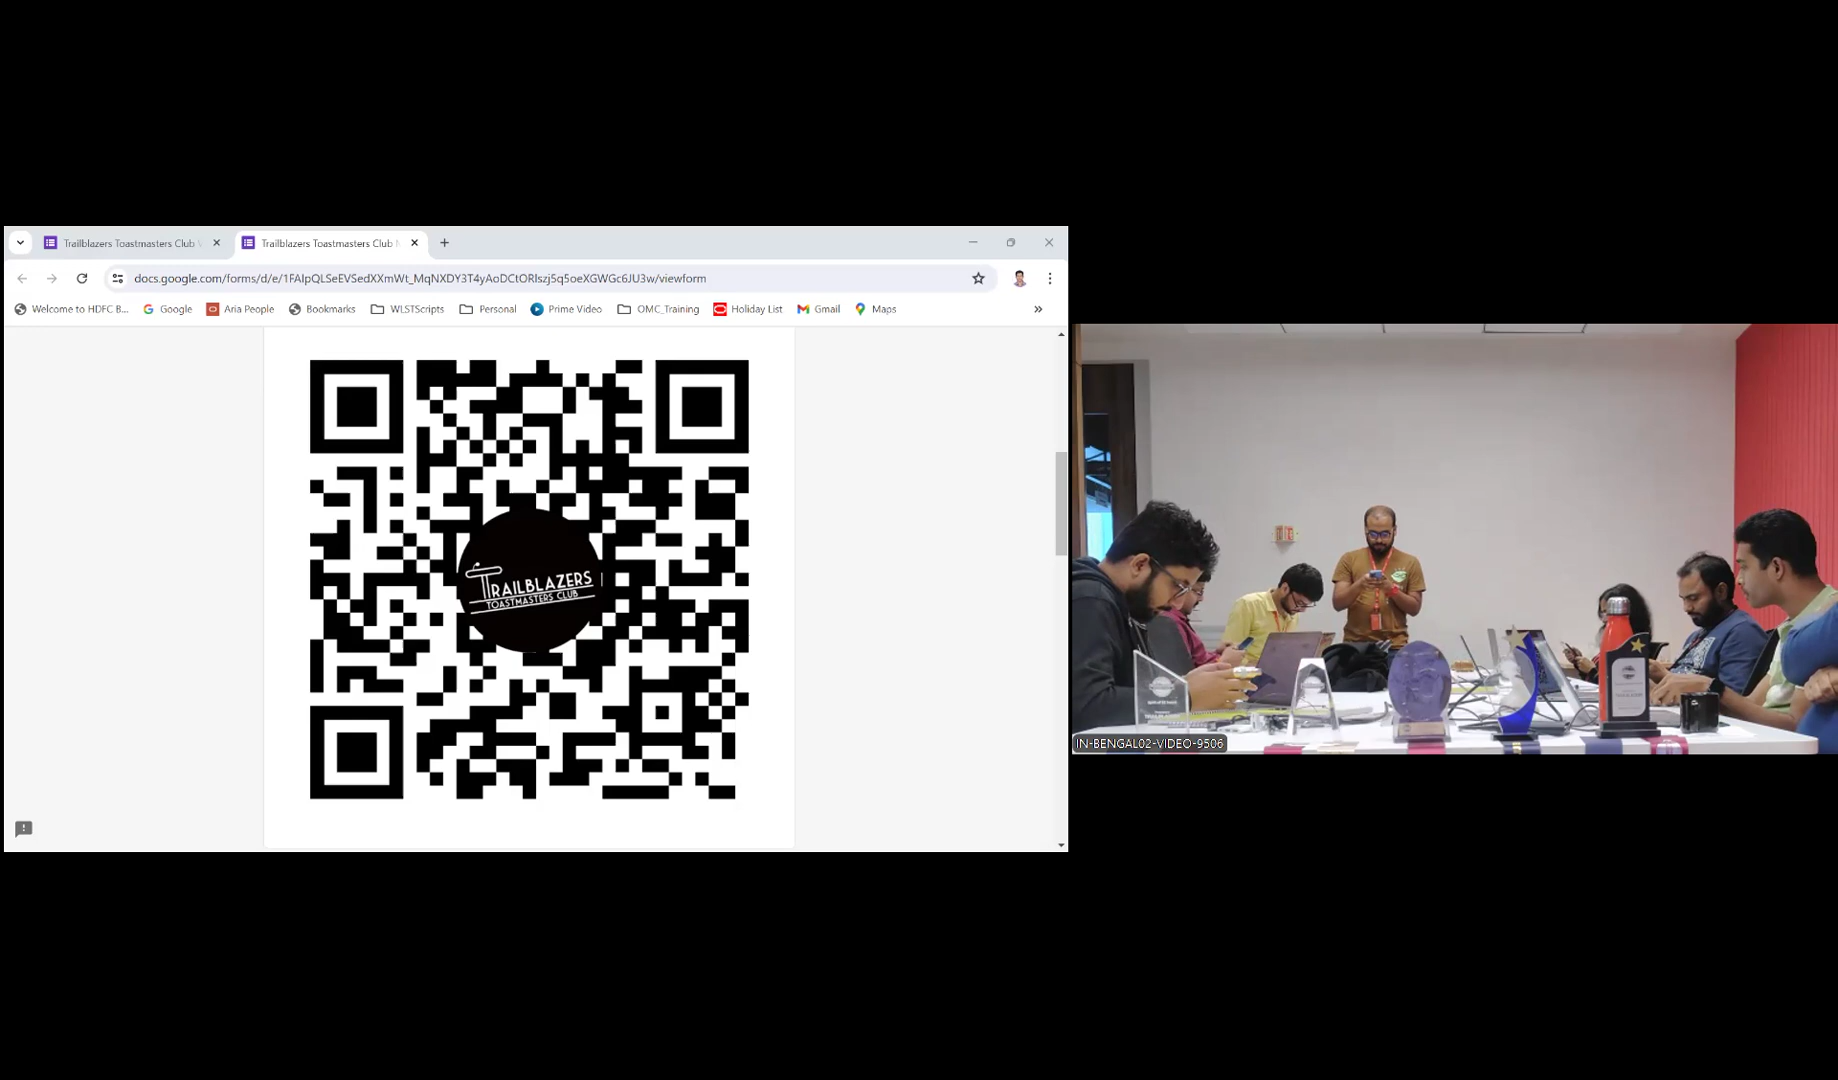 Trailblazers Toastmasters Club
Trailblazers Toastmasters Club
docs.google.com/forms/d/e/1FAIpQLSeEVSedXXmWt_MqNXDY3T4yAoDCtORIszj5q5oeXGWGc6JU3w/viewform
Welcome to HDFC B...
Google
Aria People
Bookmarks
WLSTScripts
Personal
Prime Video
OMC_Training
Holiday List
Gmail
Maps
TRAILBLAZERS
TOASTMASTERS CLUB
IN-BENGAL02-VIDEO-9506